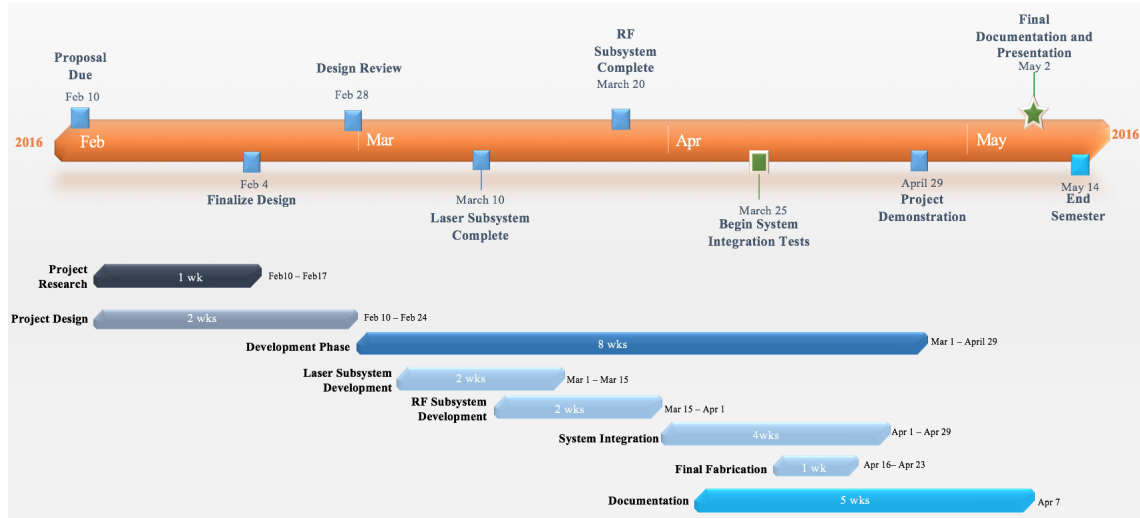 Final
Documentation and
Presentation
May 2
RF
Subsystem
Complete
March 20
Proposal
Due
Feb 10
Design Review
Feb 28
2016
Feb
Mar
Apr
May
2016
Feb 4
Finalize Design
March 10
Laser Subsystem
Complete
March 25
Begin System
Integration Tests
April 29
Project
Demonstration
May 14
End
Semester
Project
Research
1 wk
Feb10 – Feb17
Project Design
2 wks
Feb 10 – Feb 24
Development Phase
8 wks
Mar 1 – April 29
Laser Subsystem
Development
2 wks
Mar 1 – Mar 15
RF Subsystem
Development
2 wks
Mar 15 – Apr 1
System Integration
4wks
Apr 1 – Apr 29
Final Fabrication
1 wk
Apr 16– Apr 23
Documentation
5 wks
Apr 7